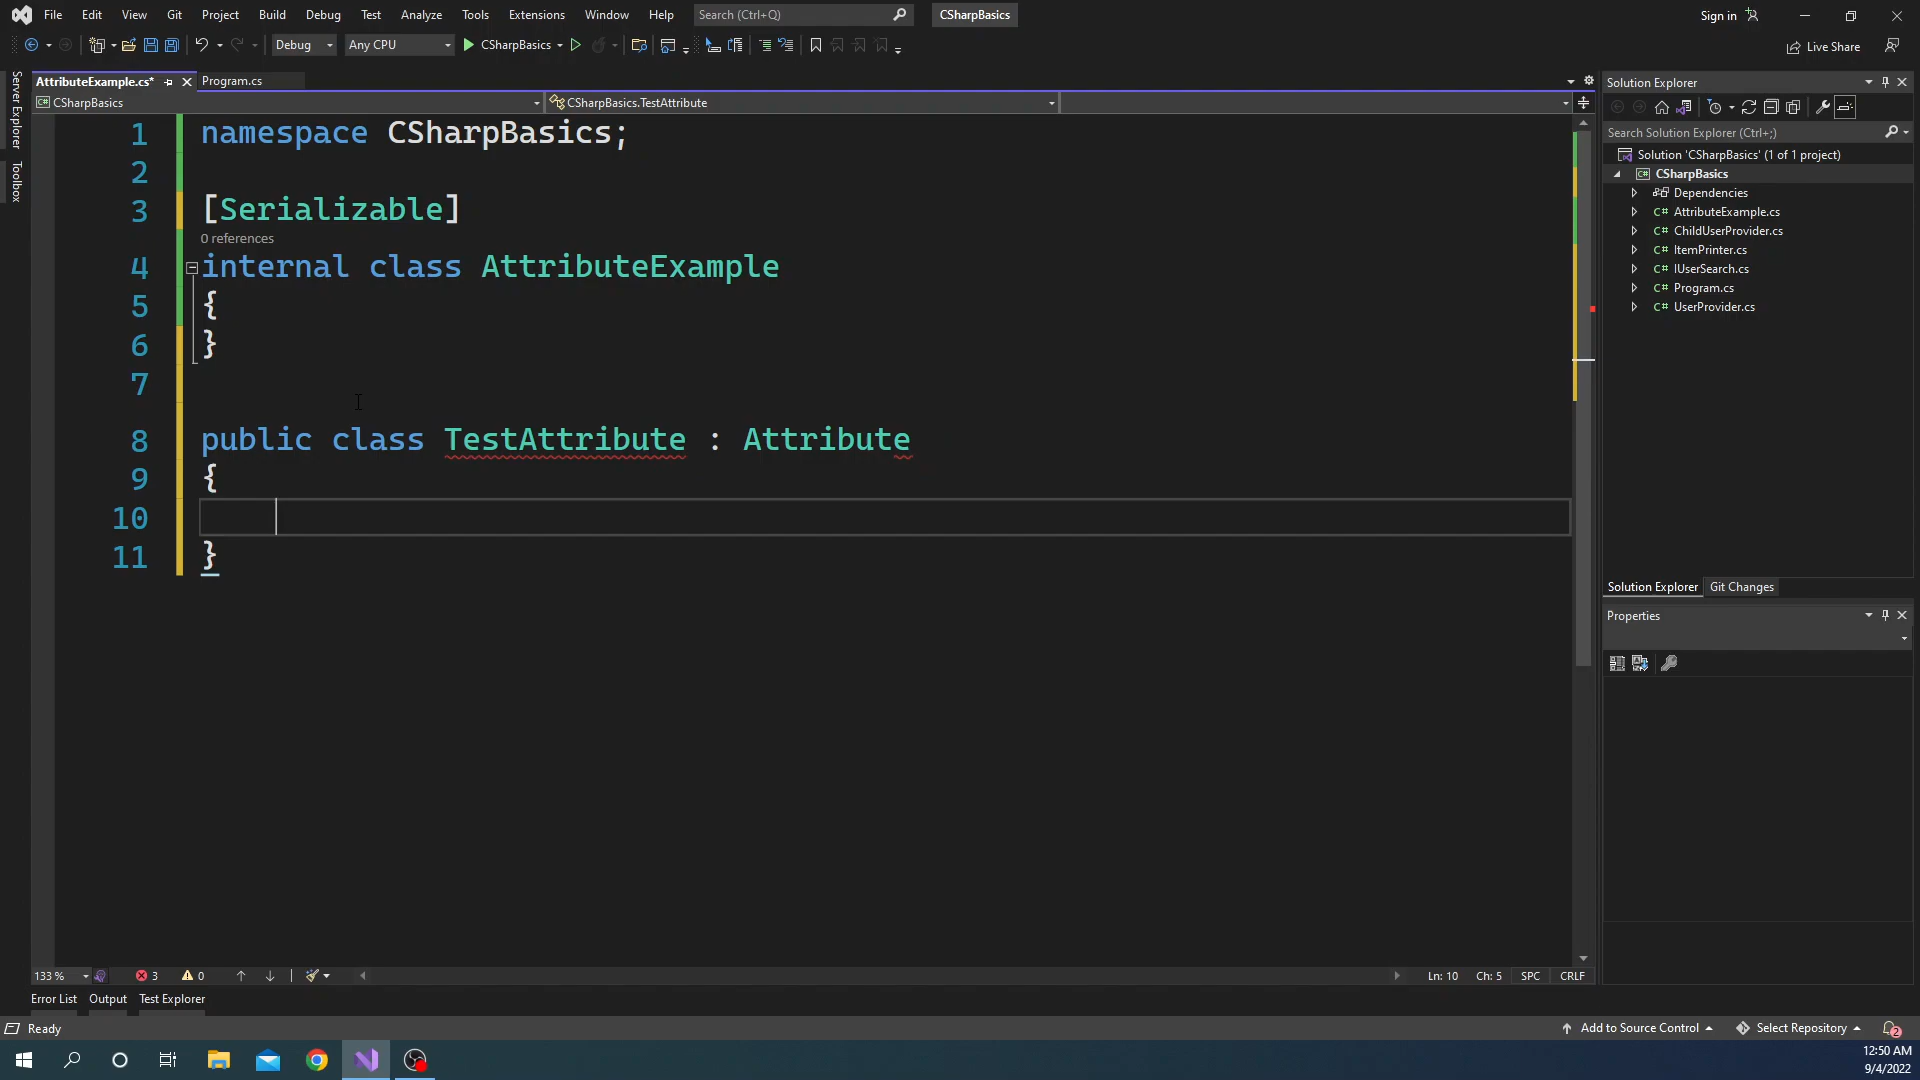 File Edit View Git Project Build Debug Test Analyze Tools Extensions Window Help Search (Ctrl+Q) CSharpBasics Sign in
Debug Any CPU CSharpBasics Live Share
AttributeExample.cs* Program.cs
CSharpBasics CSharpBasics.TestAttribute
Server Explorer
Toolbox
1 namespace CSharpBasics;
2
3 [Serializable]
0 references
4 internal class AttributeExample
5 {
6 }
7
8 public class TestAttribute : Attribute
9 {
10
11 }
Solution Explorer
Search Solution Explorer (Ctrl+;)
Solution 'CSharpBasics' (1 of 1 project)
C# CSharpBasics
Dependencies
C# AttributeExample.cs
C# ChildUserProvider.cs
C# ItemPrinter.cs
C# IUserSearch.cs
C# Program.cs
C# UserProvider.cs
Solution Explorer Git Changes
Properties
133 % 3 0 Ln: 10 Ch: 5 SPC CRLF
Error List Output Test Explorer
Ready Add to Source Control Select Repository 2
12:50 AM
9/4/2022